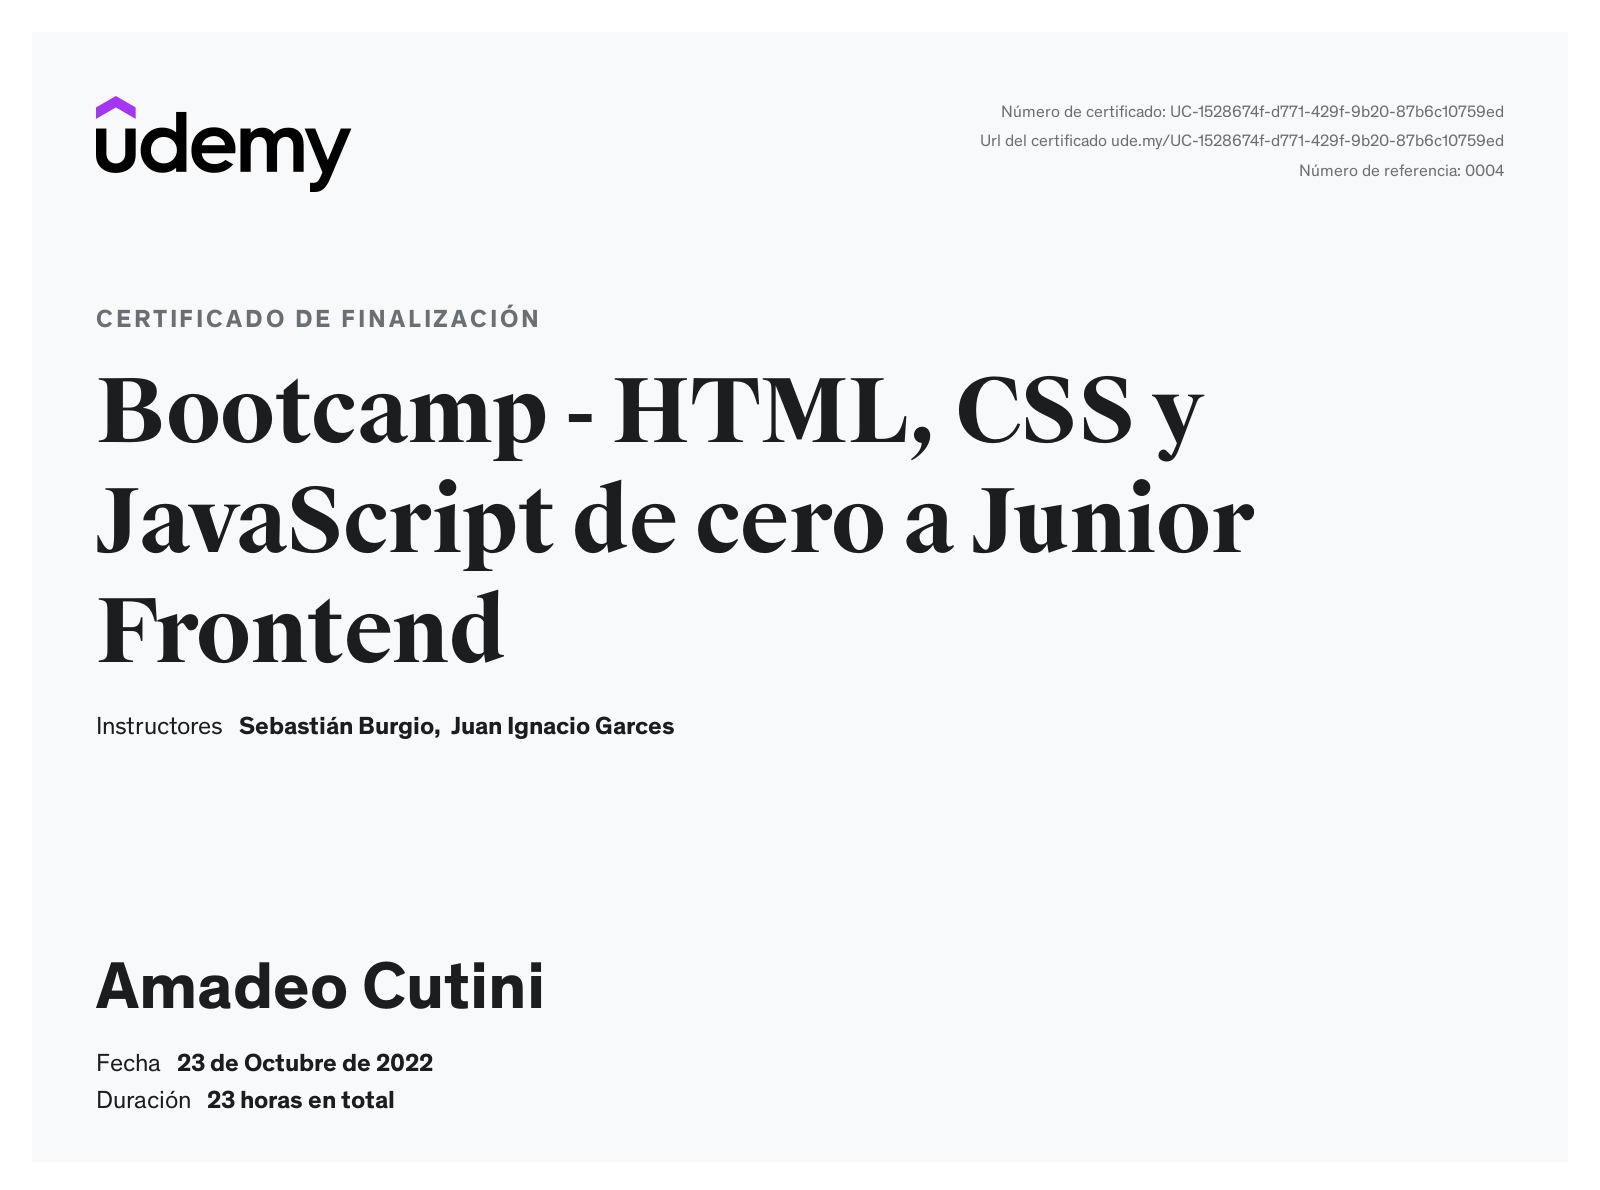 udemy
Número de certificado: UC-1528674f-d771-429f-9b20-87b6c10759ed
Url del certificado ude.my/UC-1528674f-d771-429f-9b20-87b6c10759ed
Número de referencia: 0004
CERTIFICADO DE FINALIZACIÓN
Bootcamp - HTML, CSS y
JavaScript de cero a Junior
Frontend
Instructores Sebastián Burgio, Juan Ignacio Garces
Amadeo Cutini
Fecha 23 de Octubre de 2022
Duración 23 horas en total